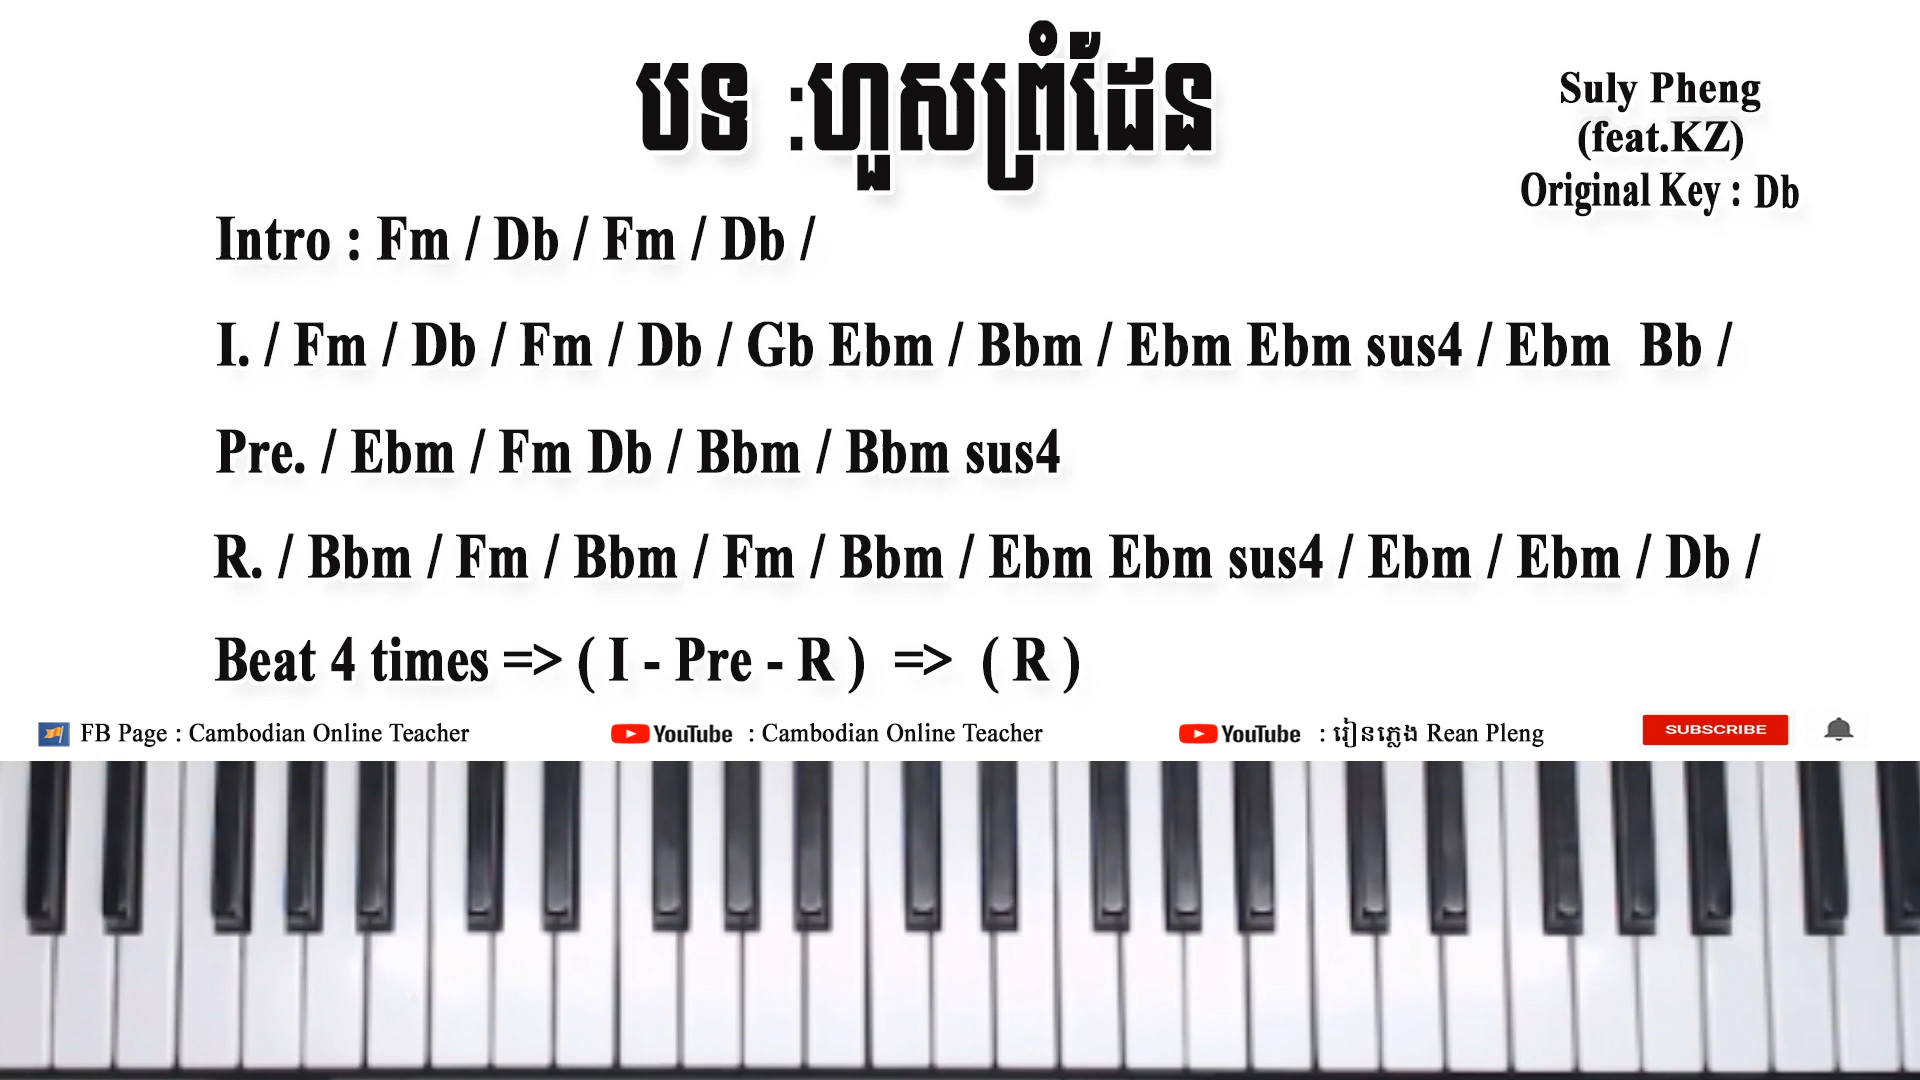 បទ :ហួសព្រំដែន
Suly Pheng
(feat.KZ)
Original Key : Db
Intro : Fm / Db / Fm / Db /
I. / Fm / Db / Fm / Db / Gb Ebm / Bbm / Ebm Ebm sus4 / Ebm Bb /
Pre. / Ebm / Fm Db / Bbm / Bbm sus4
R. / Bbm / Fm / Bbm / Fm / Bbm / Ebm Ebm sus4 / Ebm / Ebm / Db /
Beat 4 times => ( I - Pre - R ) => ( R )
FB Page : Cambodian Online Teacher
YouTube : Cambodian Online Teacher
YouTube : រៀនភ្លេង Rean Pleng
SUBSCRIBE